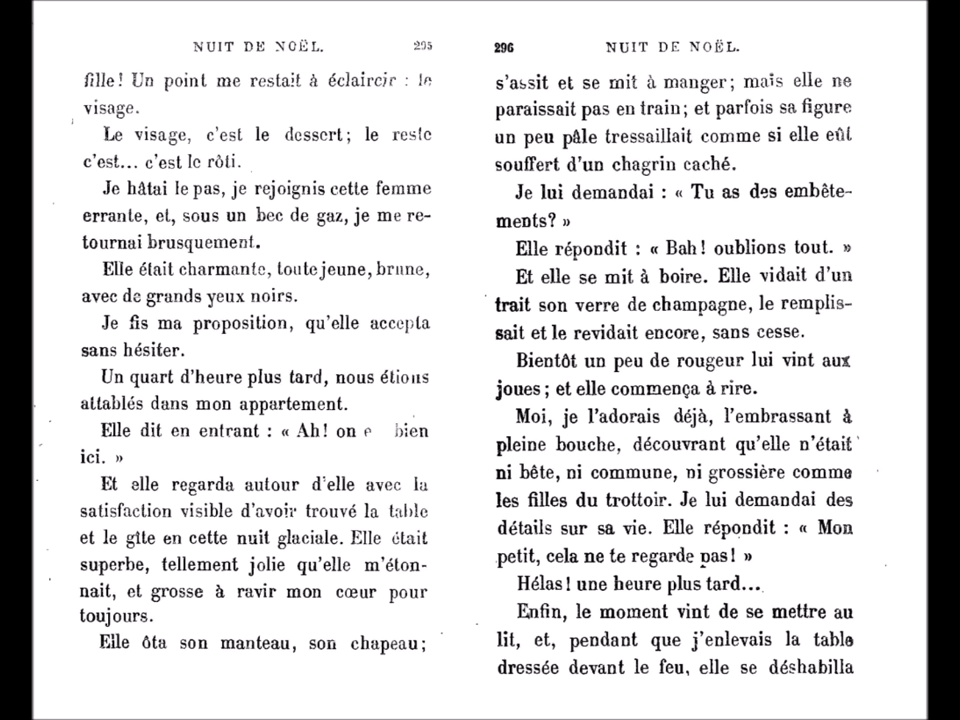 NUIT DE NOËL. 295
fille! Un point me restait à éclaircir : le
visage.
Le visage, c'est le dessert; le reste
c'est... c'est le rôti.
Je hâtai le pas, je rejoignis cette femme
errante, et, sous un bec de gaz, je me re-
tournai brusquement.
Elle était charmante, toute jeune, brune,
avec de grands yeux noirs.
Je fis ma proposition, qu'elle accepta
sans hésiter.
Un quart d'heure plus tard, nous étions
attablés dans mon appartement.
Elle dit en entrant : « Ah! on e bien
ici. »
Et elle regarda autour d'elle avec la
satisfaction visible d'avoir trouvé la table
et le gîte en cette nuit glaciale. Elle était
superbe, tellement jolie qu'elle m'éton-
nait, et grosse à ravir mon cœur pour
toujours.
Elle ôta son manteau, son chapeau;
296 NUIT DE NOËL.
s'assit et se mit à manger; mais elle ne
paraissait pas en train; et parfois sa figure
un peu pâle tressaillait comme si elle eût
souffert d'un chagrin caché.
Je lui demandai : « Tu as des embête-
ments? »
Elle répondit : « Bah! oublions tout. »
Et elle se mit à boire. Elle vidait d'un
trait son verre de champagne, le remplis-
sait et le revidait encore, sans cesse.
Bientôt un peu de rougeur lui vint aux
joues; et elle commença à rire.
Moi, je l'adorais déjà, l'embrassant à
pleine bouche, découvrant qu'elle n'était
ni bête, ni commune, ni grossière comme
les filles du trottoir. Je lui demandai des
détails sur sa vie. Elle répondit : « Mon
petit, cela ne te regarde pas! »
Hélas! une heure plus tard...
Enfin, le moment vint de se mettre au
lit, et, pendant que j'enlevais la table
dressée devant le feu, elle se déshabilla